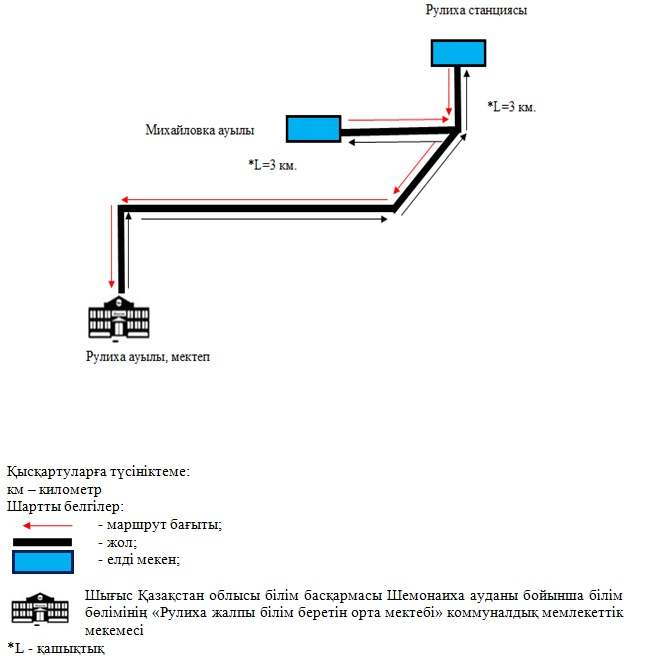 Рулиха станциясы
*L=3 км.
Михайловка ауылы
*L=3 км.
Рулиха ауылы, мектеп
Қысқартуларға түсініктеме:
км – километр
Шартты белгілер:
- маршрут бағыты;
- жол;
- елді мекен;
Шығыс Қазақстан облысы білім басқармасы Шемонаиха ауданы бойынша білім
бөлімінің «Рулиха жалпы білім беретін орта мектебі» коммуналдық мемлекеттік
мекемесі
*L - қашықтық